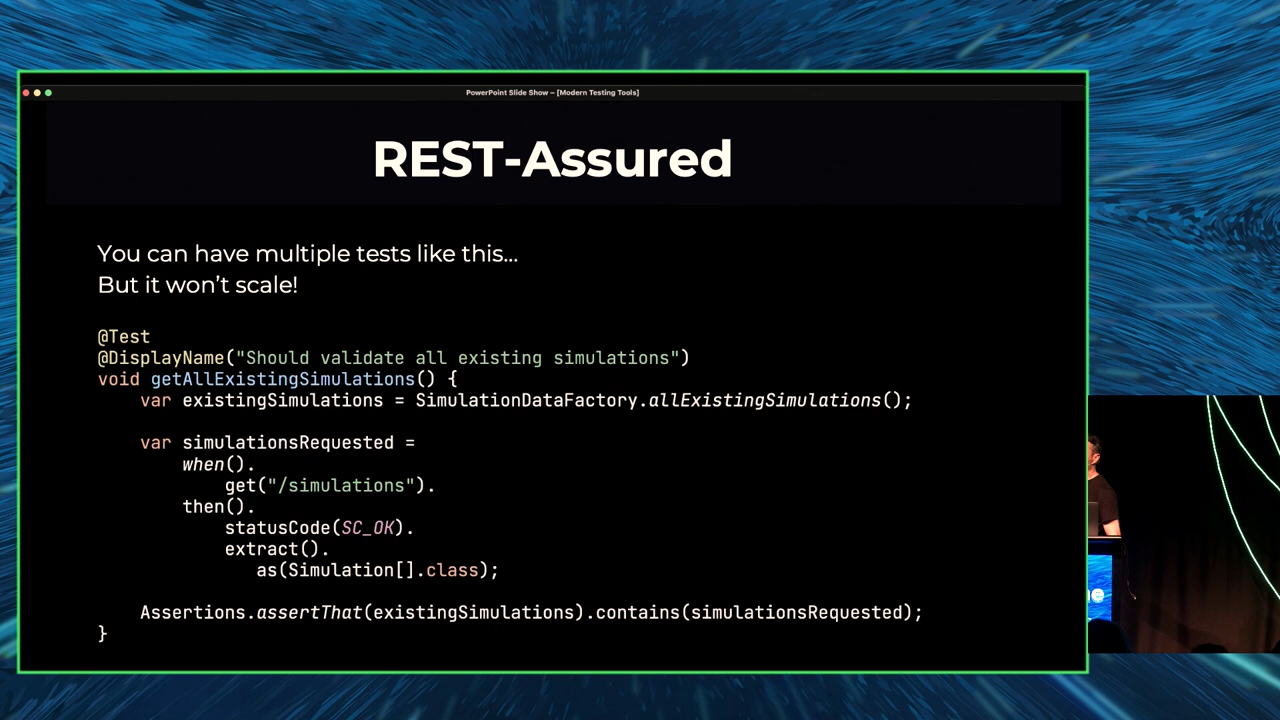 PowerPoint Slide Show – [Modern Testing Tools]
REST-Assured
You can have multiple tests like this...
But it won't scale!
@Test
@DisplayName("Should validate all existing simulations")
void getAllExistingSimulations() {
    var existingSimulations = SimulationDataFactory.allExistingSimulations();
    var simulationsRequested =
        when().
            get("/simulations").
        then().
            statusCode(SC_OK).
            extract().
               as(Simulation[].class);
    Assertions.assertThat(existingSimulations).contains(simulationsRequested);
}